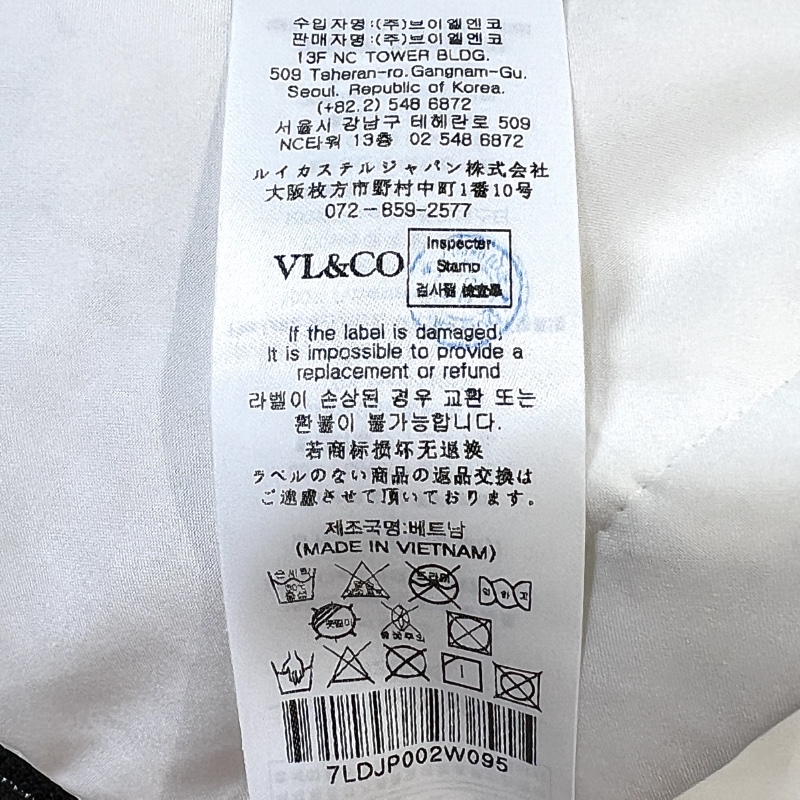 수입자명:(주)브이엘엔코
판매자명:(주)브이엘엔코
13F NC TOWER BLDG.
509 Teheran-ro.Gangnam-Gu.
Seoul. Republic of Korea.
(+82.2) 548 6872
서울시 강남구 테헤란로 509
NC타워 13층 02 548 6872
ルイカステルジャパン株式会社
大阪枚方市野村中町1番10号
072-859-2577
VL&CO
Inspecter
Stamp
검사필
If the label is damaged,
It is impossible to provide a
replacement or refund
라벨이 손상된 경우 교환 또는
환불이 불가능합니다.
若商标损坏无退换
ラベルのない商品の返品交換は
ご遠慮させて頂いております。
제조국명:베트남
(MADE IN VIETNAM)
손세탁 드라이
약하게
7LDJP002W095